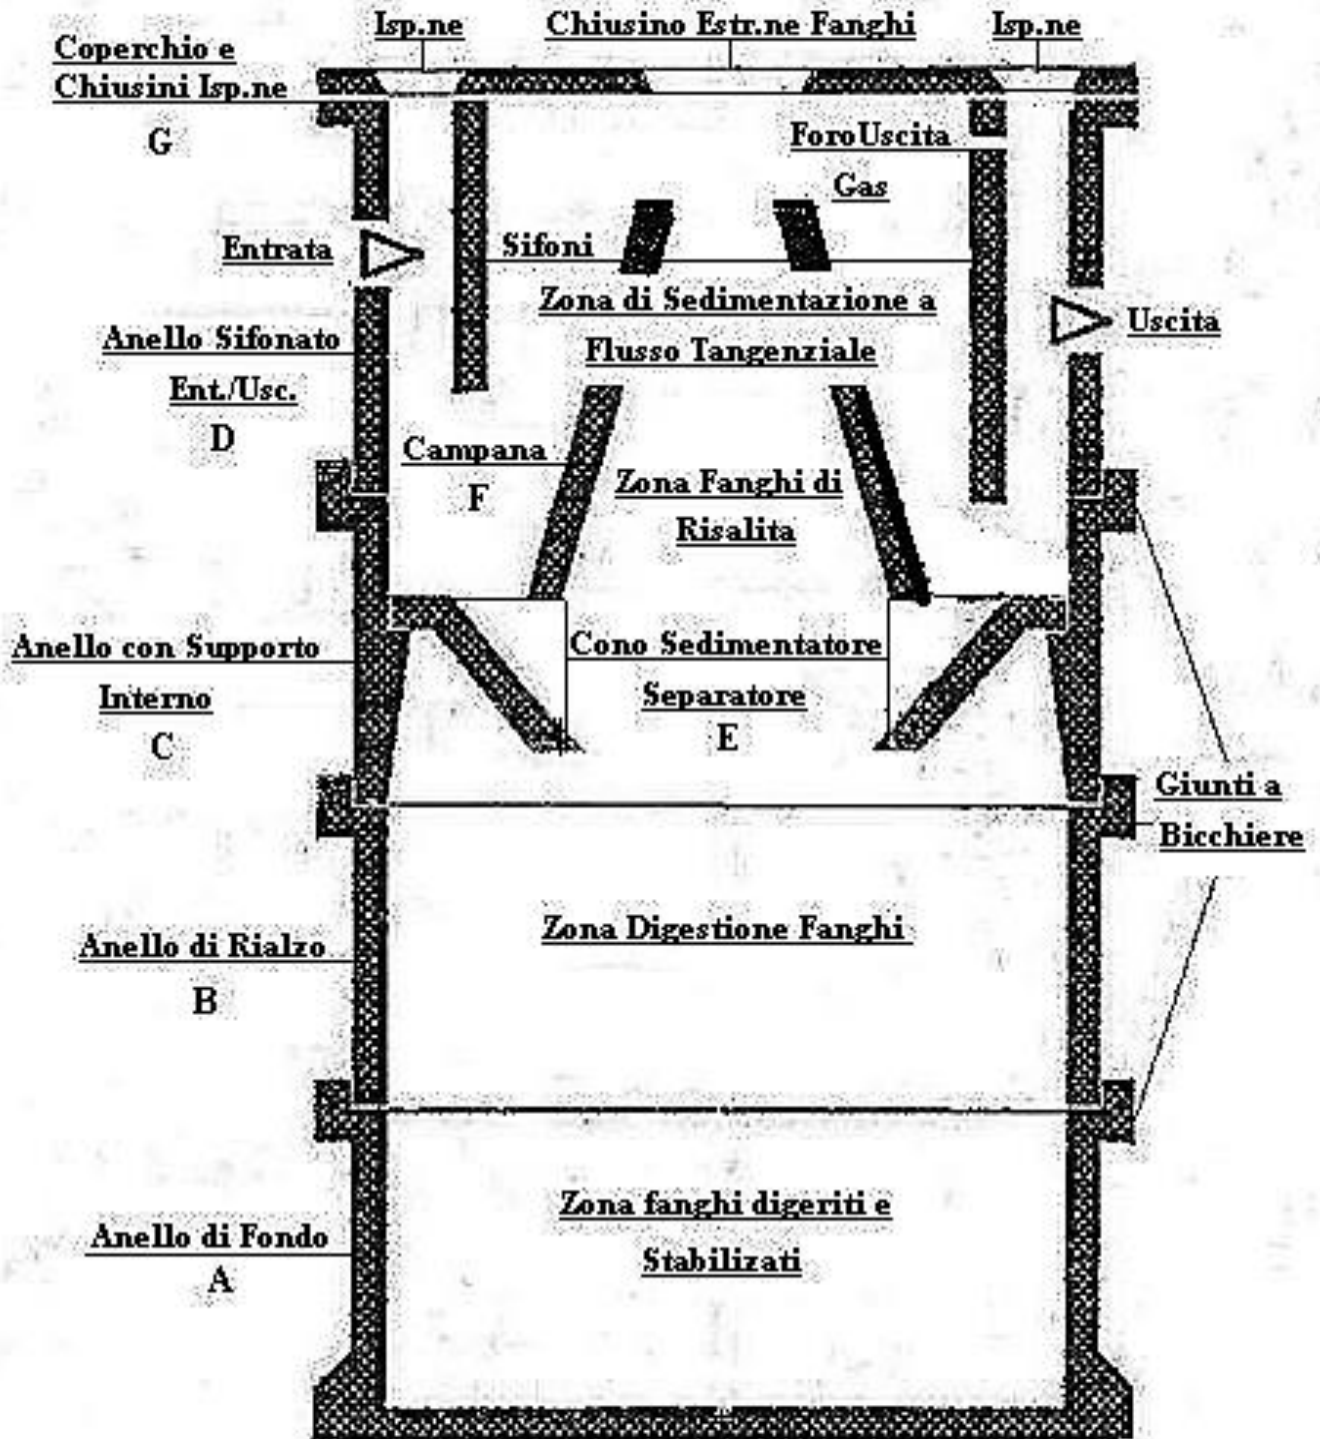 Isp.ne
Chiusino Estr.ne Fanghi
Isp.ne
Coperchio e
Chiusini Isp.ne
G
Foro Uscita
Gas
Entrata
Sifoni
Zona di Sedimentazione a
Flusso Tangenziale
Uscita
Anello Sifonato
Ent./Usc.
D
Campana
F
Zona Fanghi di
Risalita
Anello con Supporto
Interno
C
Cono Sedimentatore
Separatore
E
Giunti a
Bicchiere
Anello di Rialzo
B
Zona Digestione Fanghi
Zona fanghi digeriti e
Stabilizati
Anello di Fondo
A